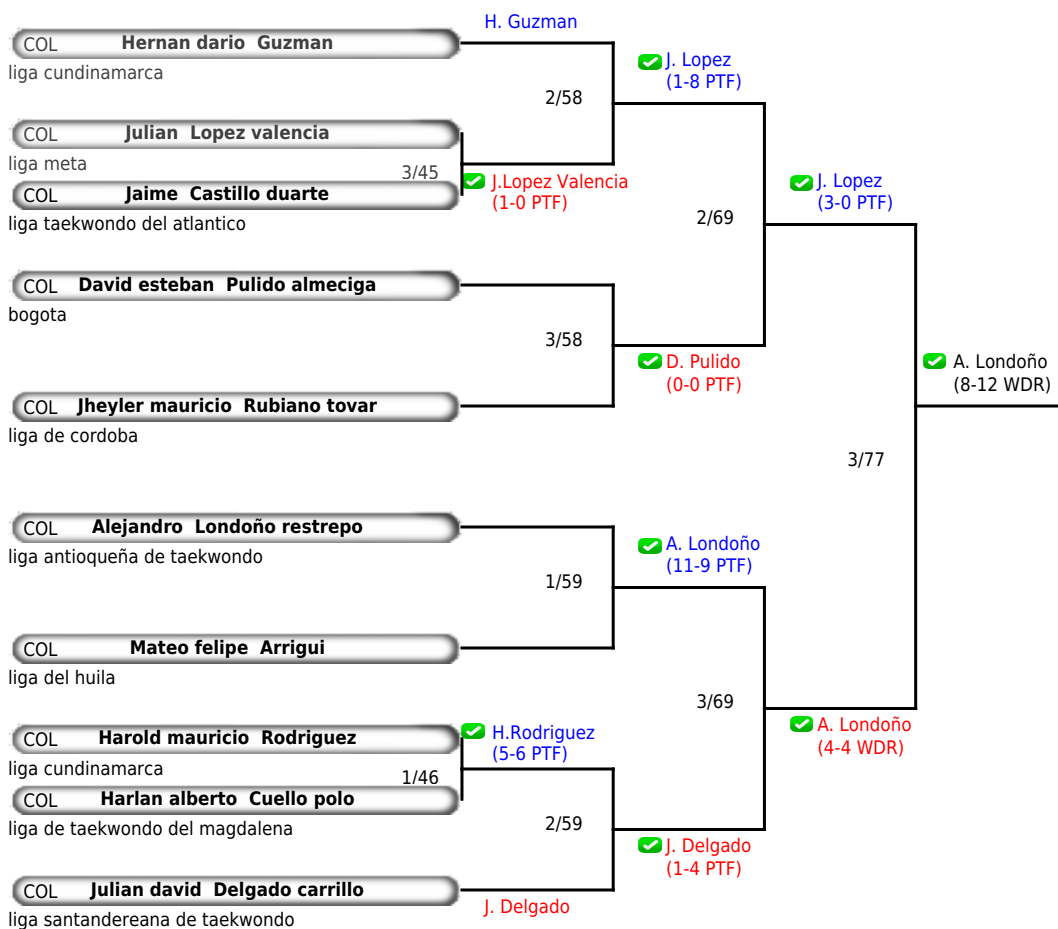 H. Guzman
COL Hernan dario Guzman
liga cundinamarca
J. Lopez
(1-8 PTF)
2/58
COL Julian Lopez valencia
liga meta
3/45
J.Lopez Valencia
(1-0 PTF)
COL Jaime Castillo duarte
liga taekwondo del atlantico
J. Lopez
(3-0 PTF)
2/69
COL David esteban Pulido almeciga
bogota
3/58
D. Pulido
(0-0 PTF)
A. Londoño
(8-12 WDR)
COL Jheyler mauricio Rubiano tovar
liga de cordoba
3/77
COL Alejandro Londoño restrepo
liga antioqueña de taekwondo
A. Londoño
(11-9 PTF)
1/59
COL Mateo felipe Arrigui
liga del huila
3/69
A. Londoño
(4-4 WDR)
COL Harold mauricio Rodriguez
liga cundinamarca
H.Rodriguez
(5-6 PTF)
1/46
COL Harlan alberto Cuello polo
liga de taekwondo del magdalena
2/59
J. Delgado
(1-4 PTF)
COL Julian david Delgado carrillo
liga santandereana de taekwondo
J. Delgado